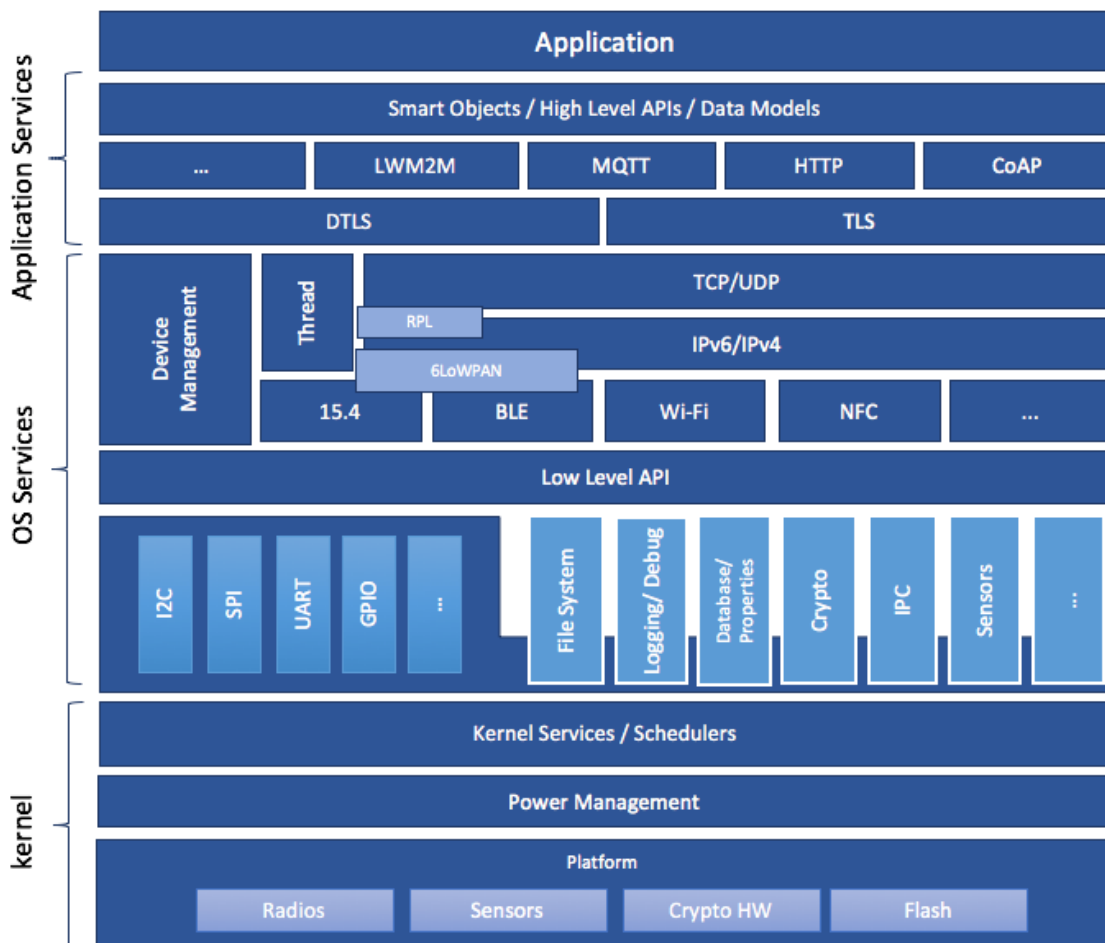 Application
Application Services
Smart Objects / High Level APIs / Data Models
...
LWM2M
MQTT
HTTP
CoAP
DTLS
TLS
OS Services
Device
Management
Thread
TCP/UDP
RPL
IPv6/IPv4
6LoWPAN
15.4
BLE
Wi-Fi
NFC
...
Low Level API
I2C
SPI
UART
GPIO
...
File System
Logging/ Debug
Database/
Properties
Crypto
IPC
Sensors
...
kernel
Kernel Services / Schedulers
Power Management
Platform
Radios
Sensors
Crypto HW
Flash